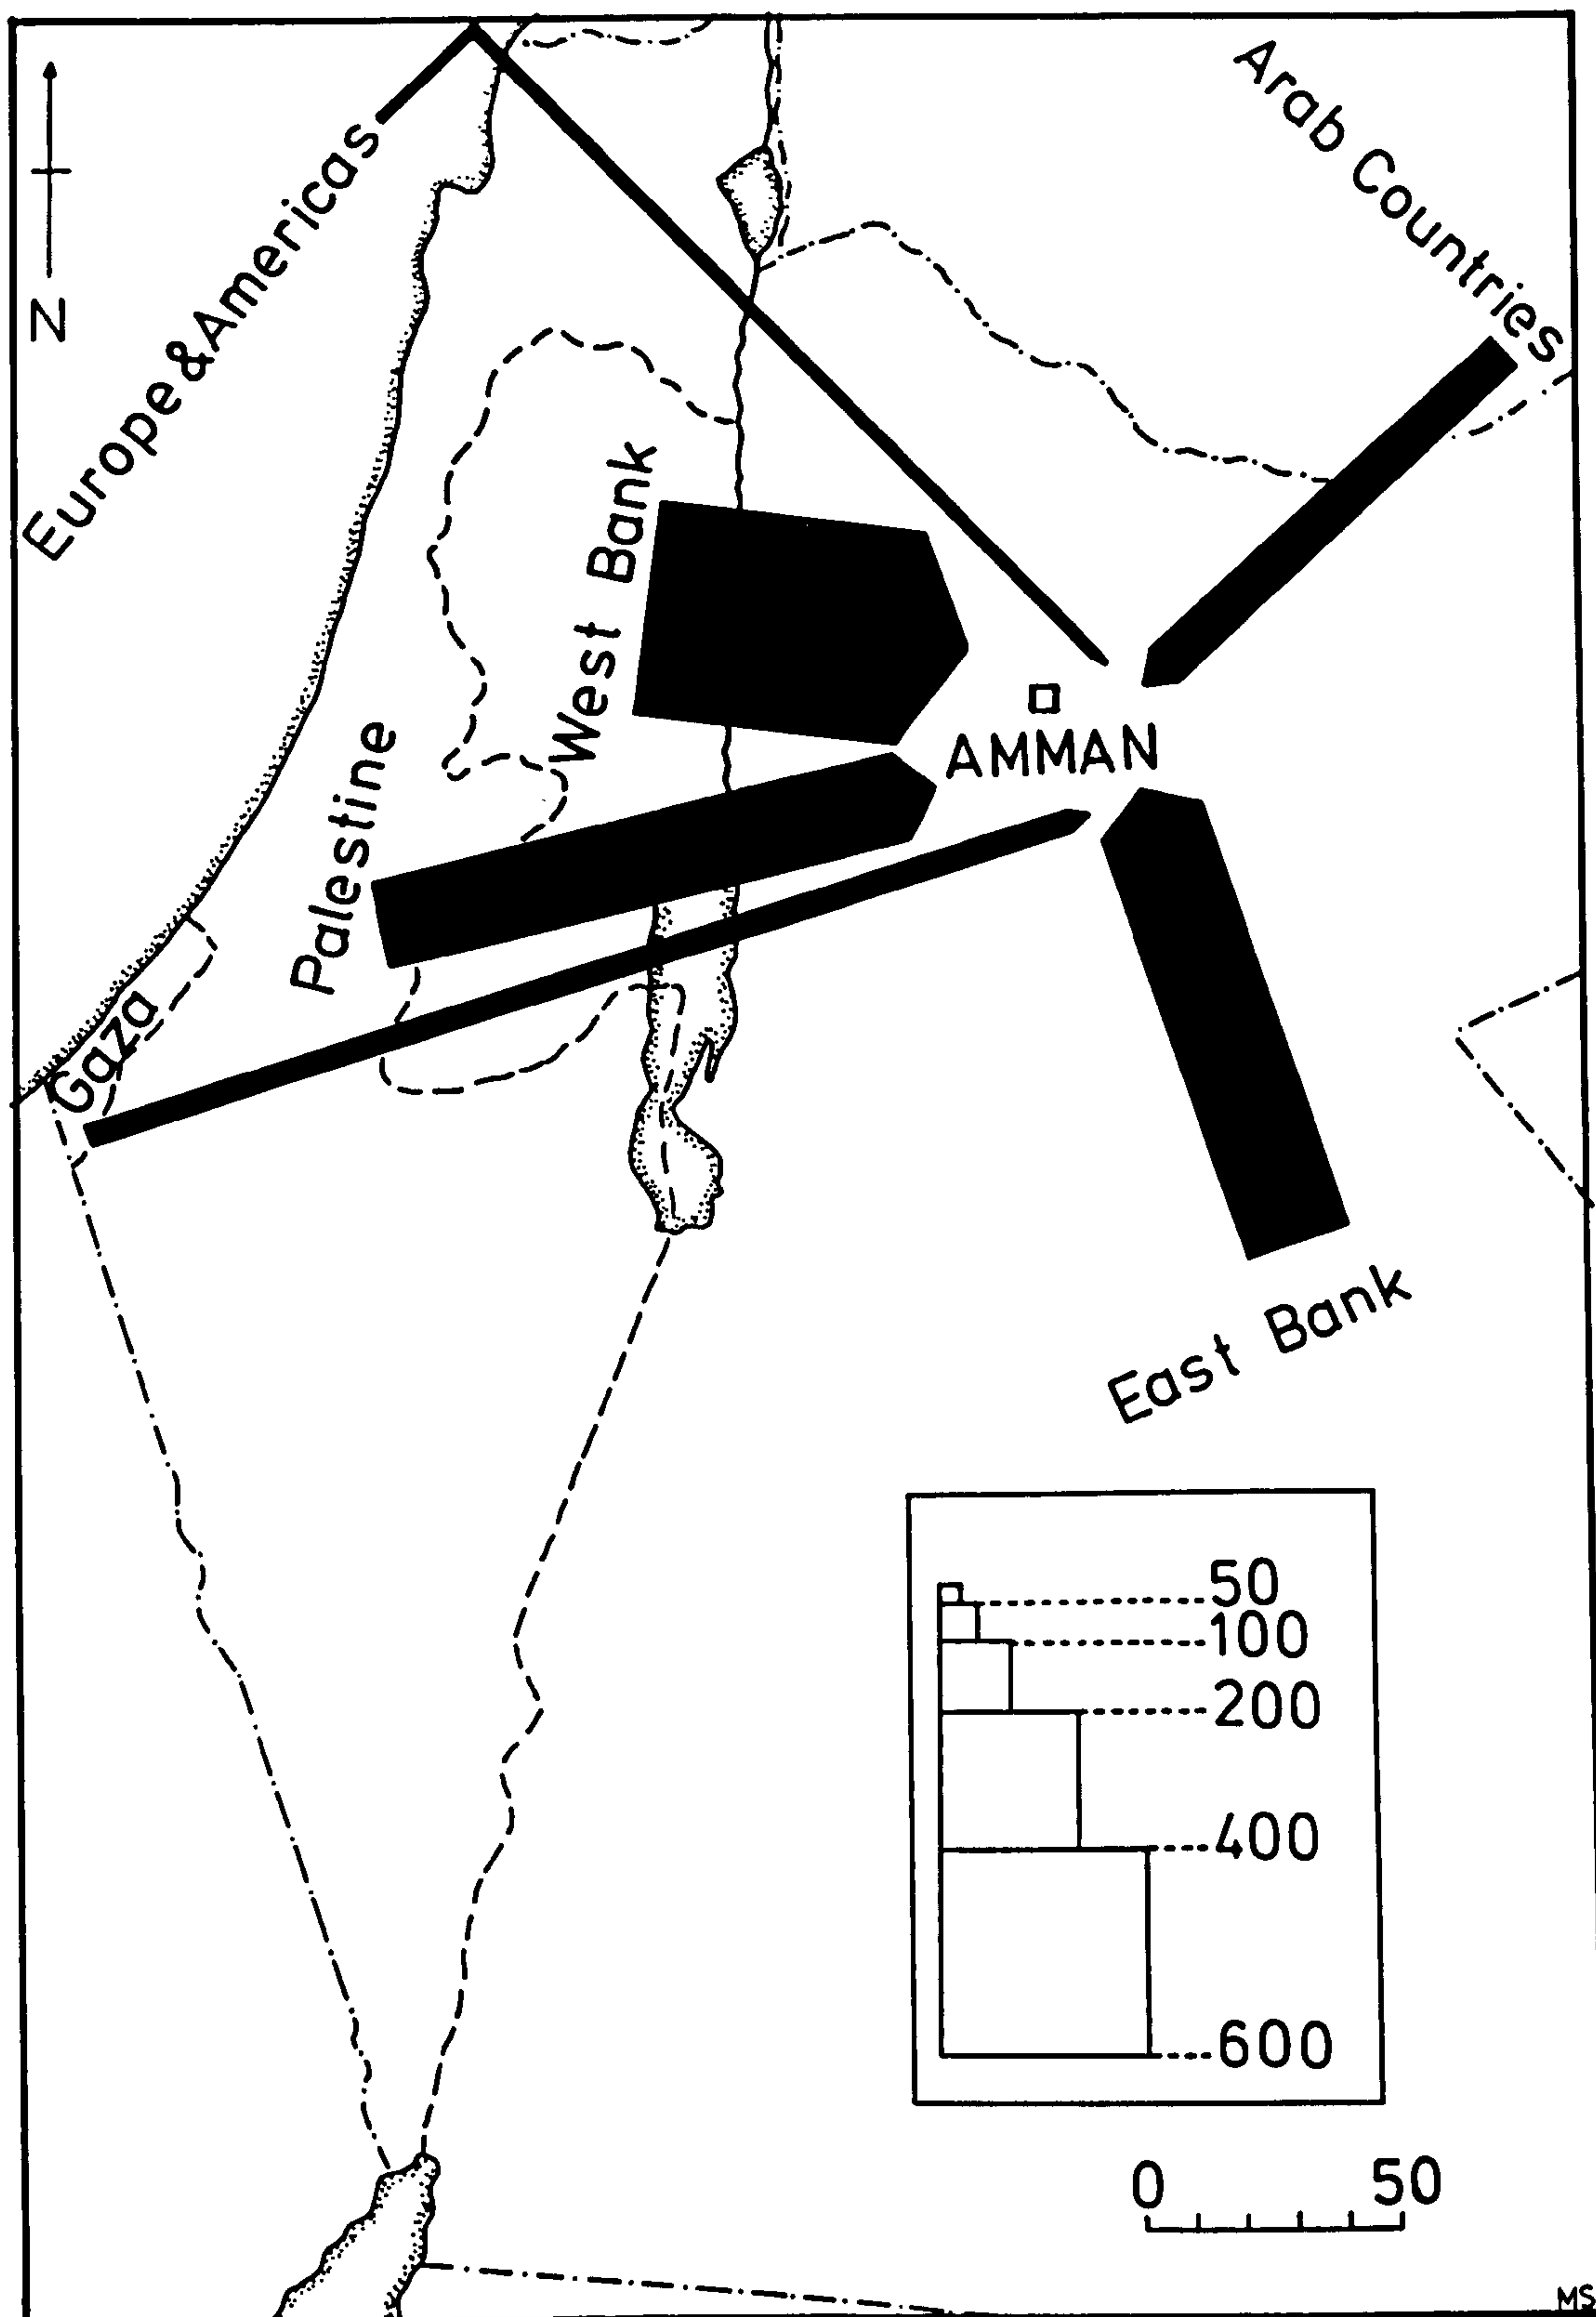 Arab Countries
Europe & Americas
N
West Bank
AMMAN
Palestine
Gaza
East Bank
50
100
200
400
600
0 50
MS